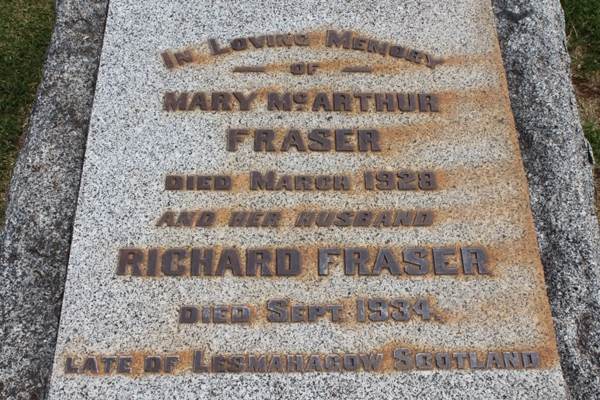 In Loving Memory
of
MARY McARTHUR
FRASER
DIED MARCH 1928
AND HER HUSBAND
RICHARD FRASER
DIED SEPT 1934.
LATE OF LESMAHAGOW SCOTLAND